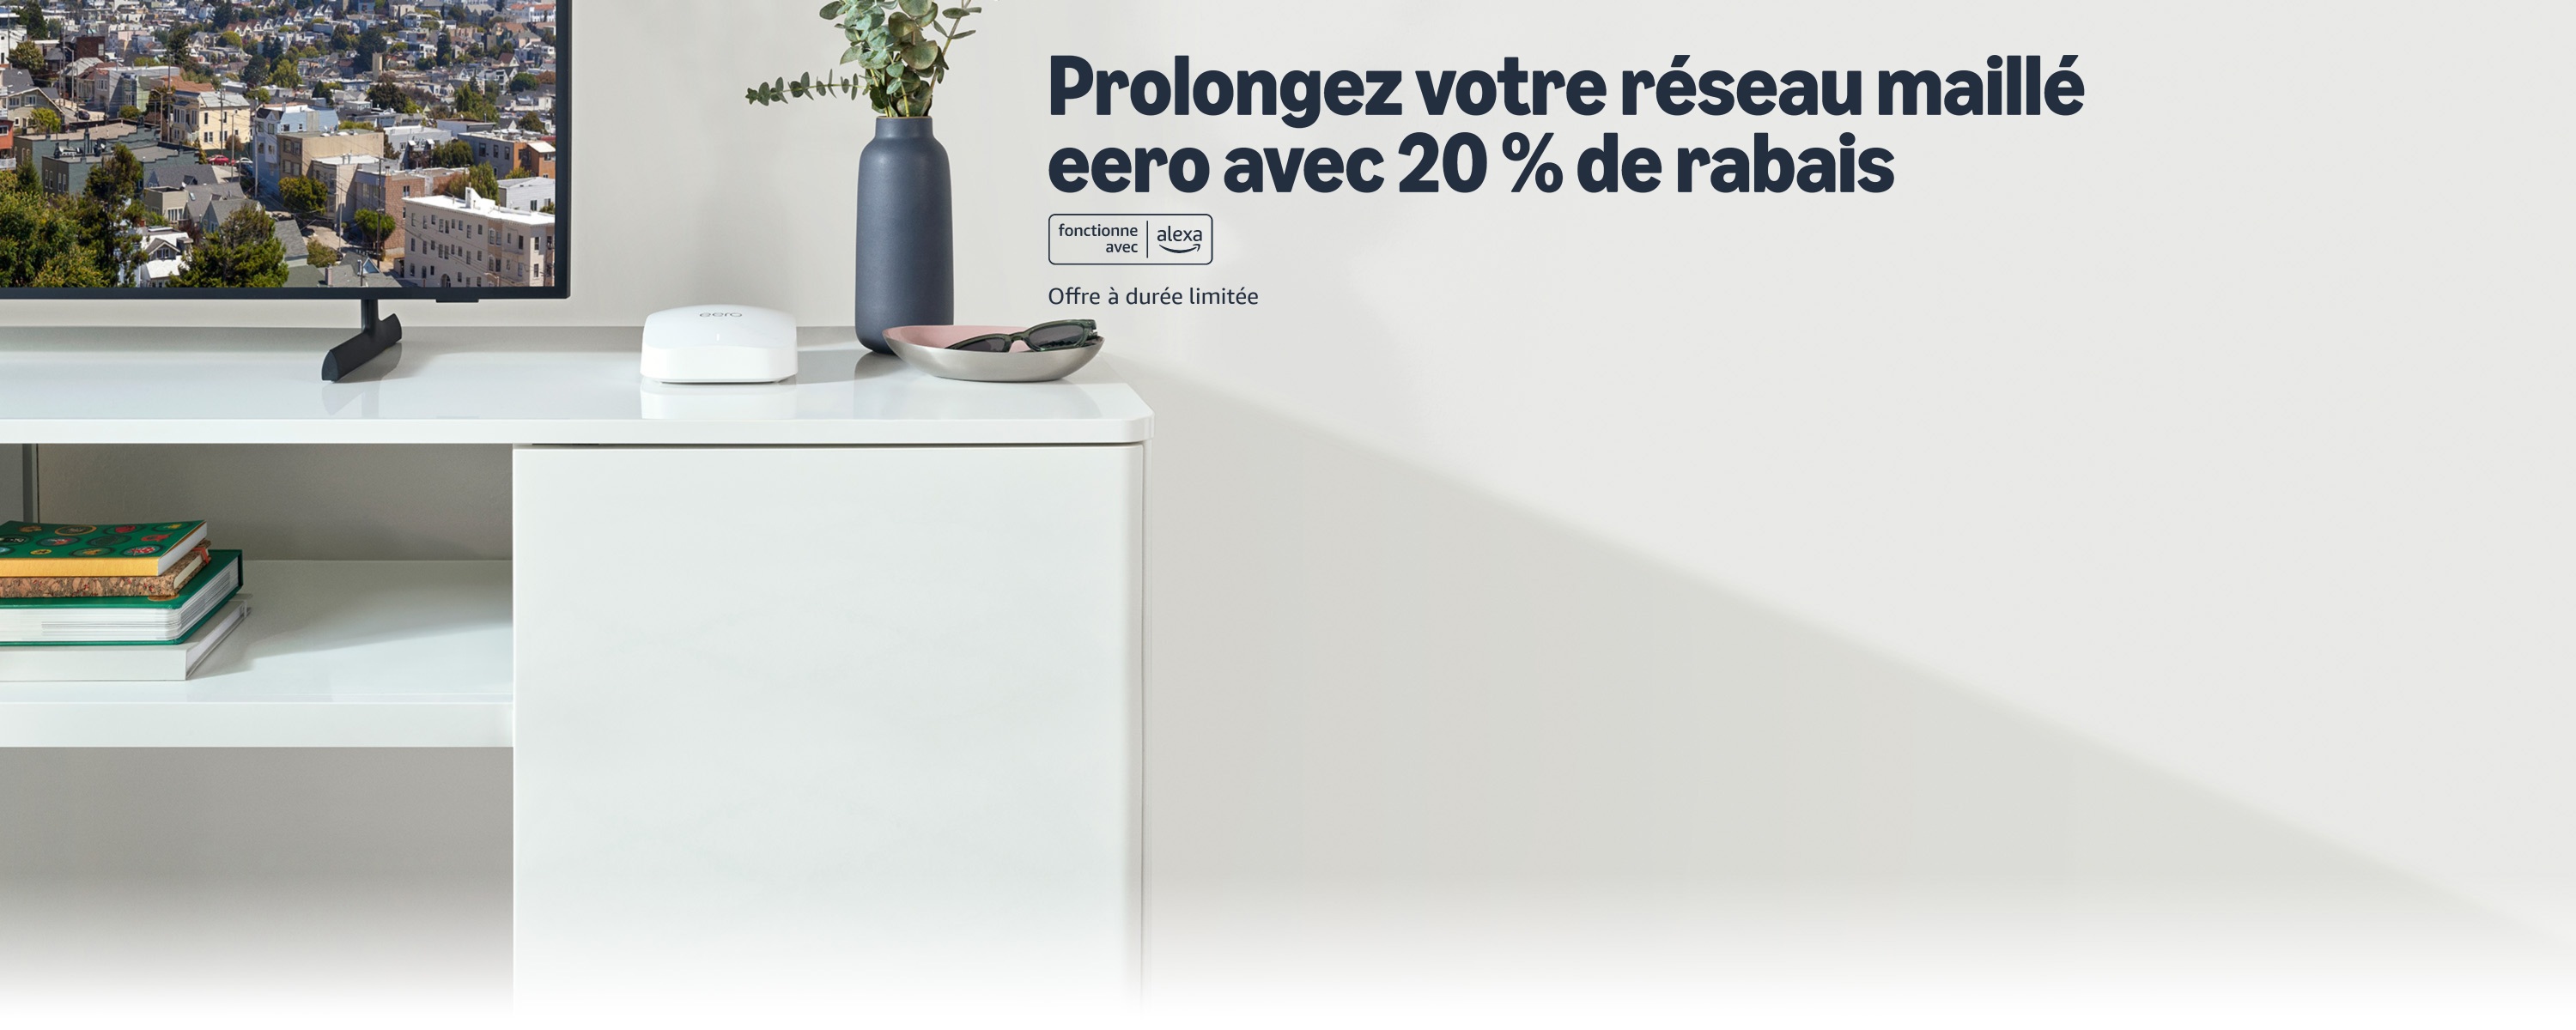 Prolongez votre réseau maillé
eero avec 20 % de rabais
fonctionne
avec
alexa
Offre à durée limitée
eero